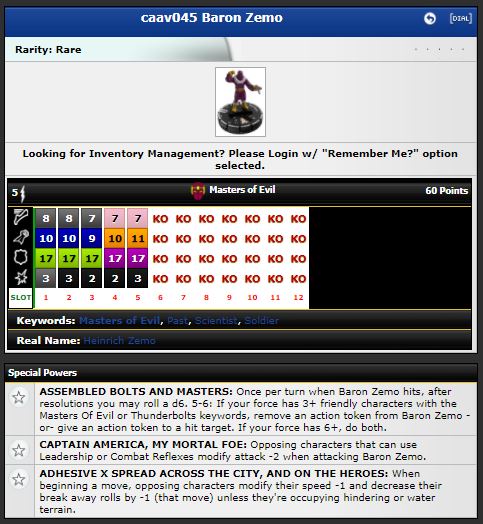 caav045 Baron Zemo
[DIAL]
Rarity: Rare
. . . . .
Looking for Inventory Management? Please Login w/ "Remember Me?" option
selected.
5 Masters of Evil 60 Points
8 8 7 7 7 KO KO KO KO KO KO KO
10 10 9 10 11 KO KO KO KO KO KO KO
17 17 17 17 17 KO KO KO KO KO KO KO
3 3 2 2 3 KO KO KO KO KO KO KO
SLOT 1 2 3 4 5 6 7 8 9 10 11 12
Keywords: Masters of Evil, Past, Scientist, Soldier
Real Name: Heinrich Zemo
Special Powers
ASSEMBLED BOLTS AND MASTERS: Once per turn when Baron Zemo hits, after
resolutions you may roll a d6. 5-6: If your force has 3+ friendly characters with the
Masters Of Evil or Thunderbolts keywords, remove an action token from Baron Zemo -
or- give an action token to a hit target. If your force has 6+, do both.
CAPTAIN AMERICA, MY MORTAL FOE: Opposing characters that can use
Leadership or Combat Reflexes modify attack -2 when attacking Baron Zemo.
ADHESIVE X SPREAD ACROSS THE CITY, AND ON THE HEROES: When
beginning a move, opposing characters modify their speed -1 and decrease their
break away rolls by -1 (that move) unless they're occupying hindering or water
terrain.